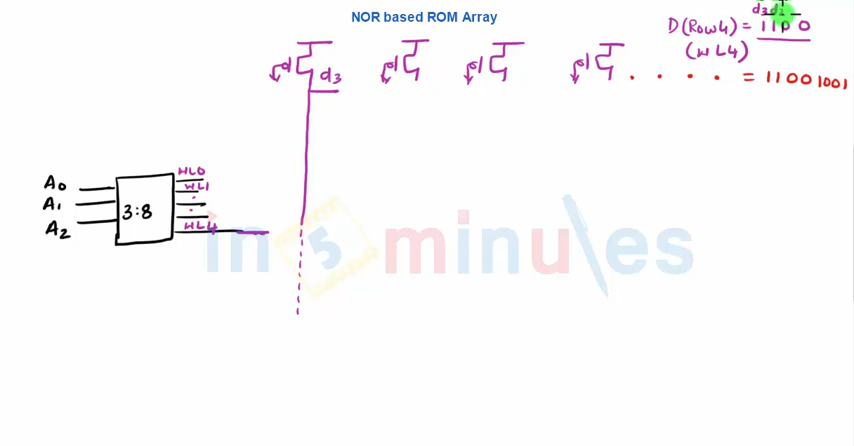 NOR based ROM Array
d3 d2
D(Row4) = 1100
(WL4)
d3
. . . . = 11001001
WL0
A0
WL1
A1
3:8
A2
WL4
in 5 minutes